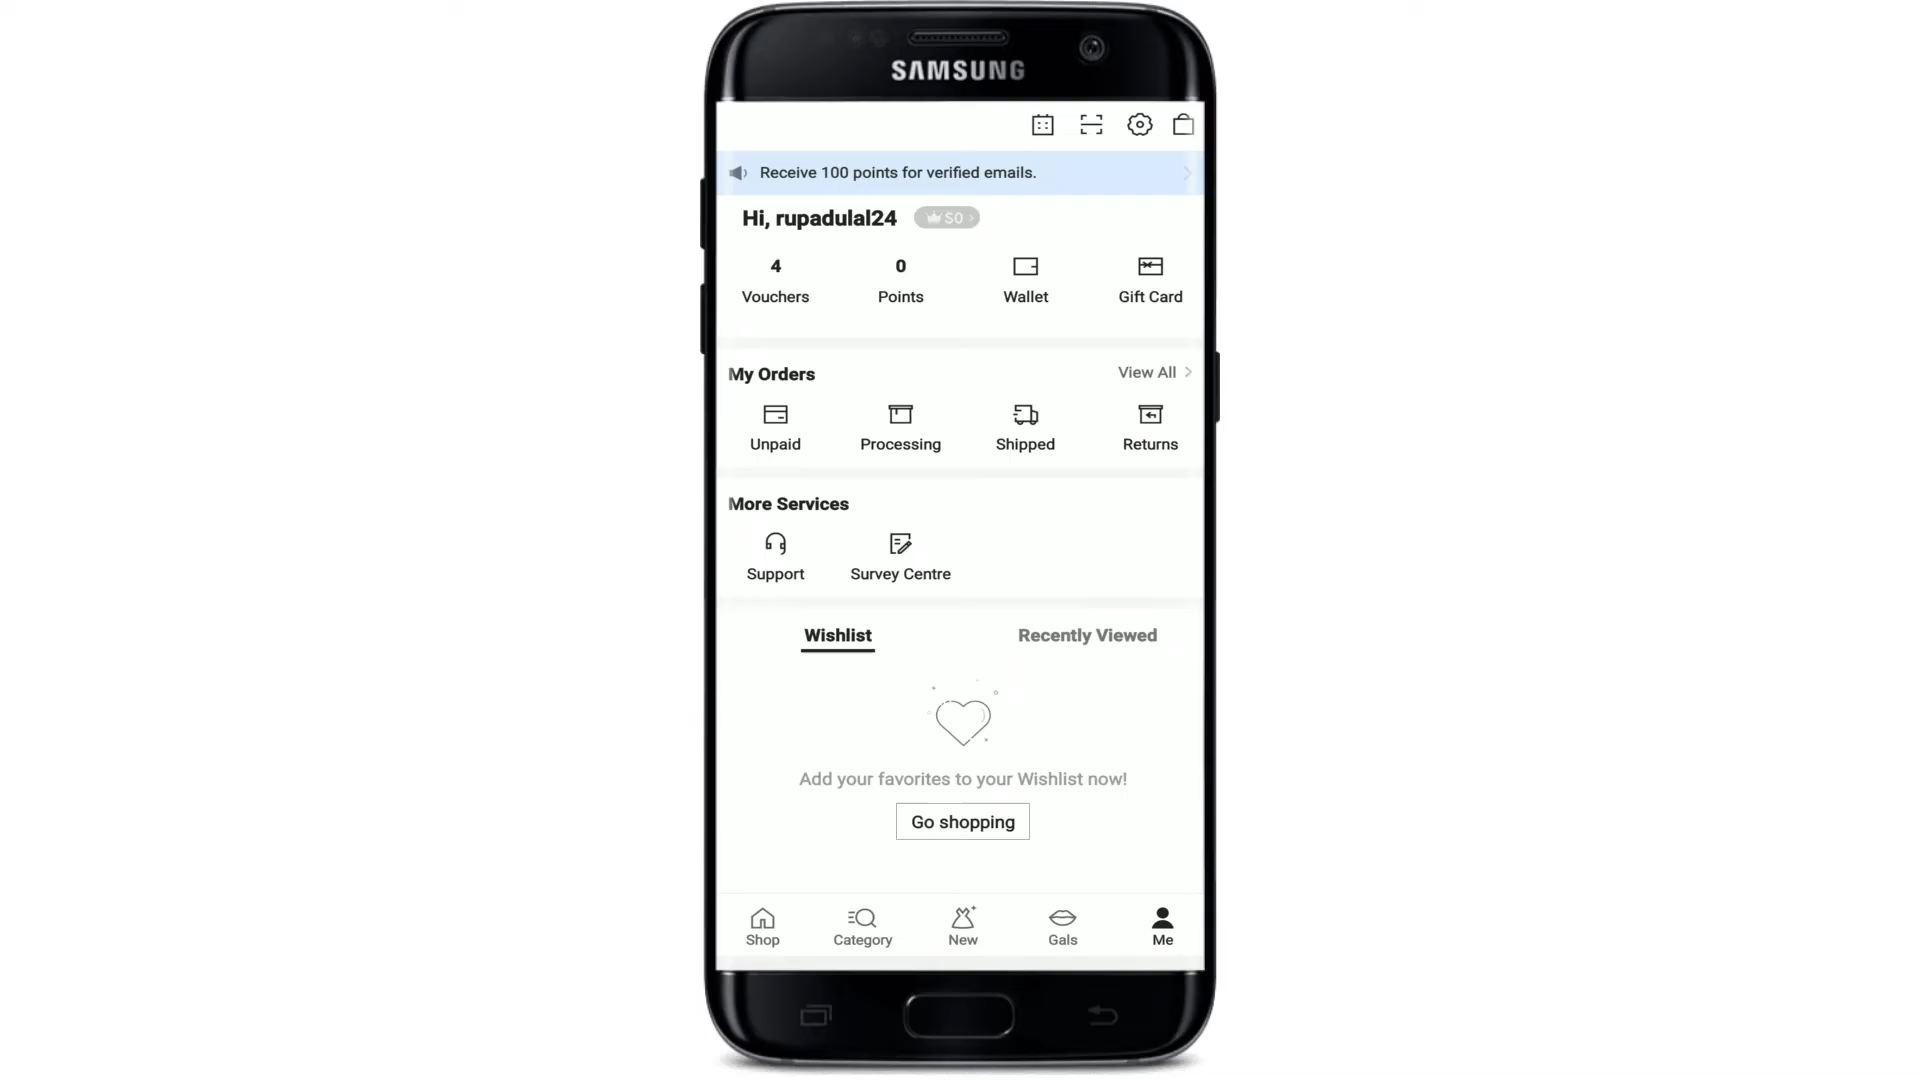 SAMSUNG
Receive 100 points for verified emails.
Hi, rupadulal24 S0
4 0
Vouchers Points Wallet Gift Card
My Orders View All
Unpaid Processing Shipped Returns
More Services
Support Survey Centre
Wishlist Recently Viewed
Add your favorites to your Wishlist now!
Go shopping
Shop Category New Gals Me